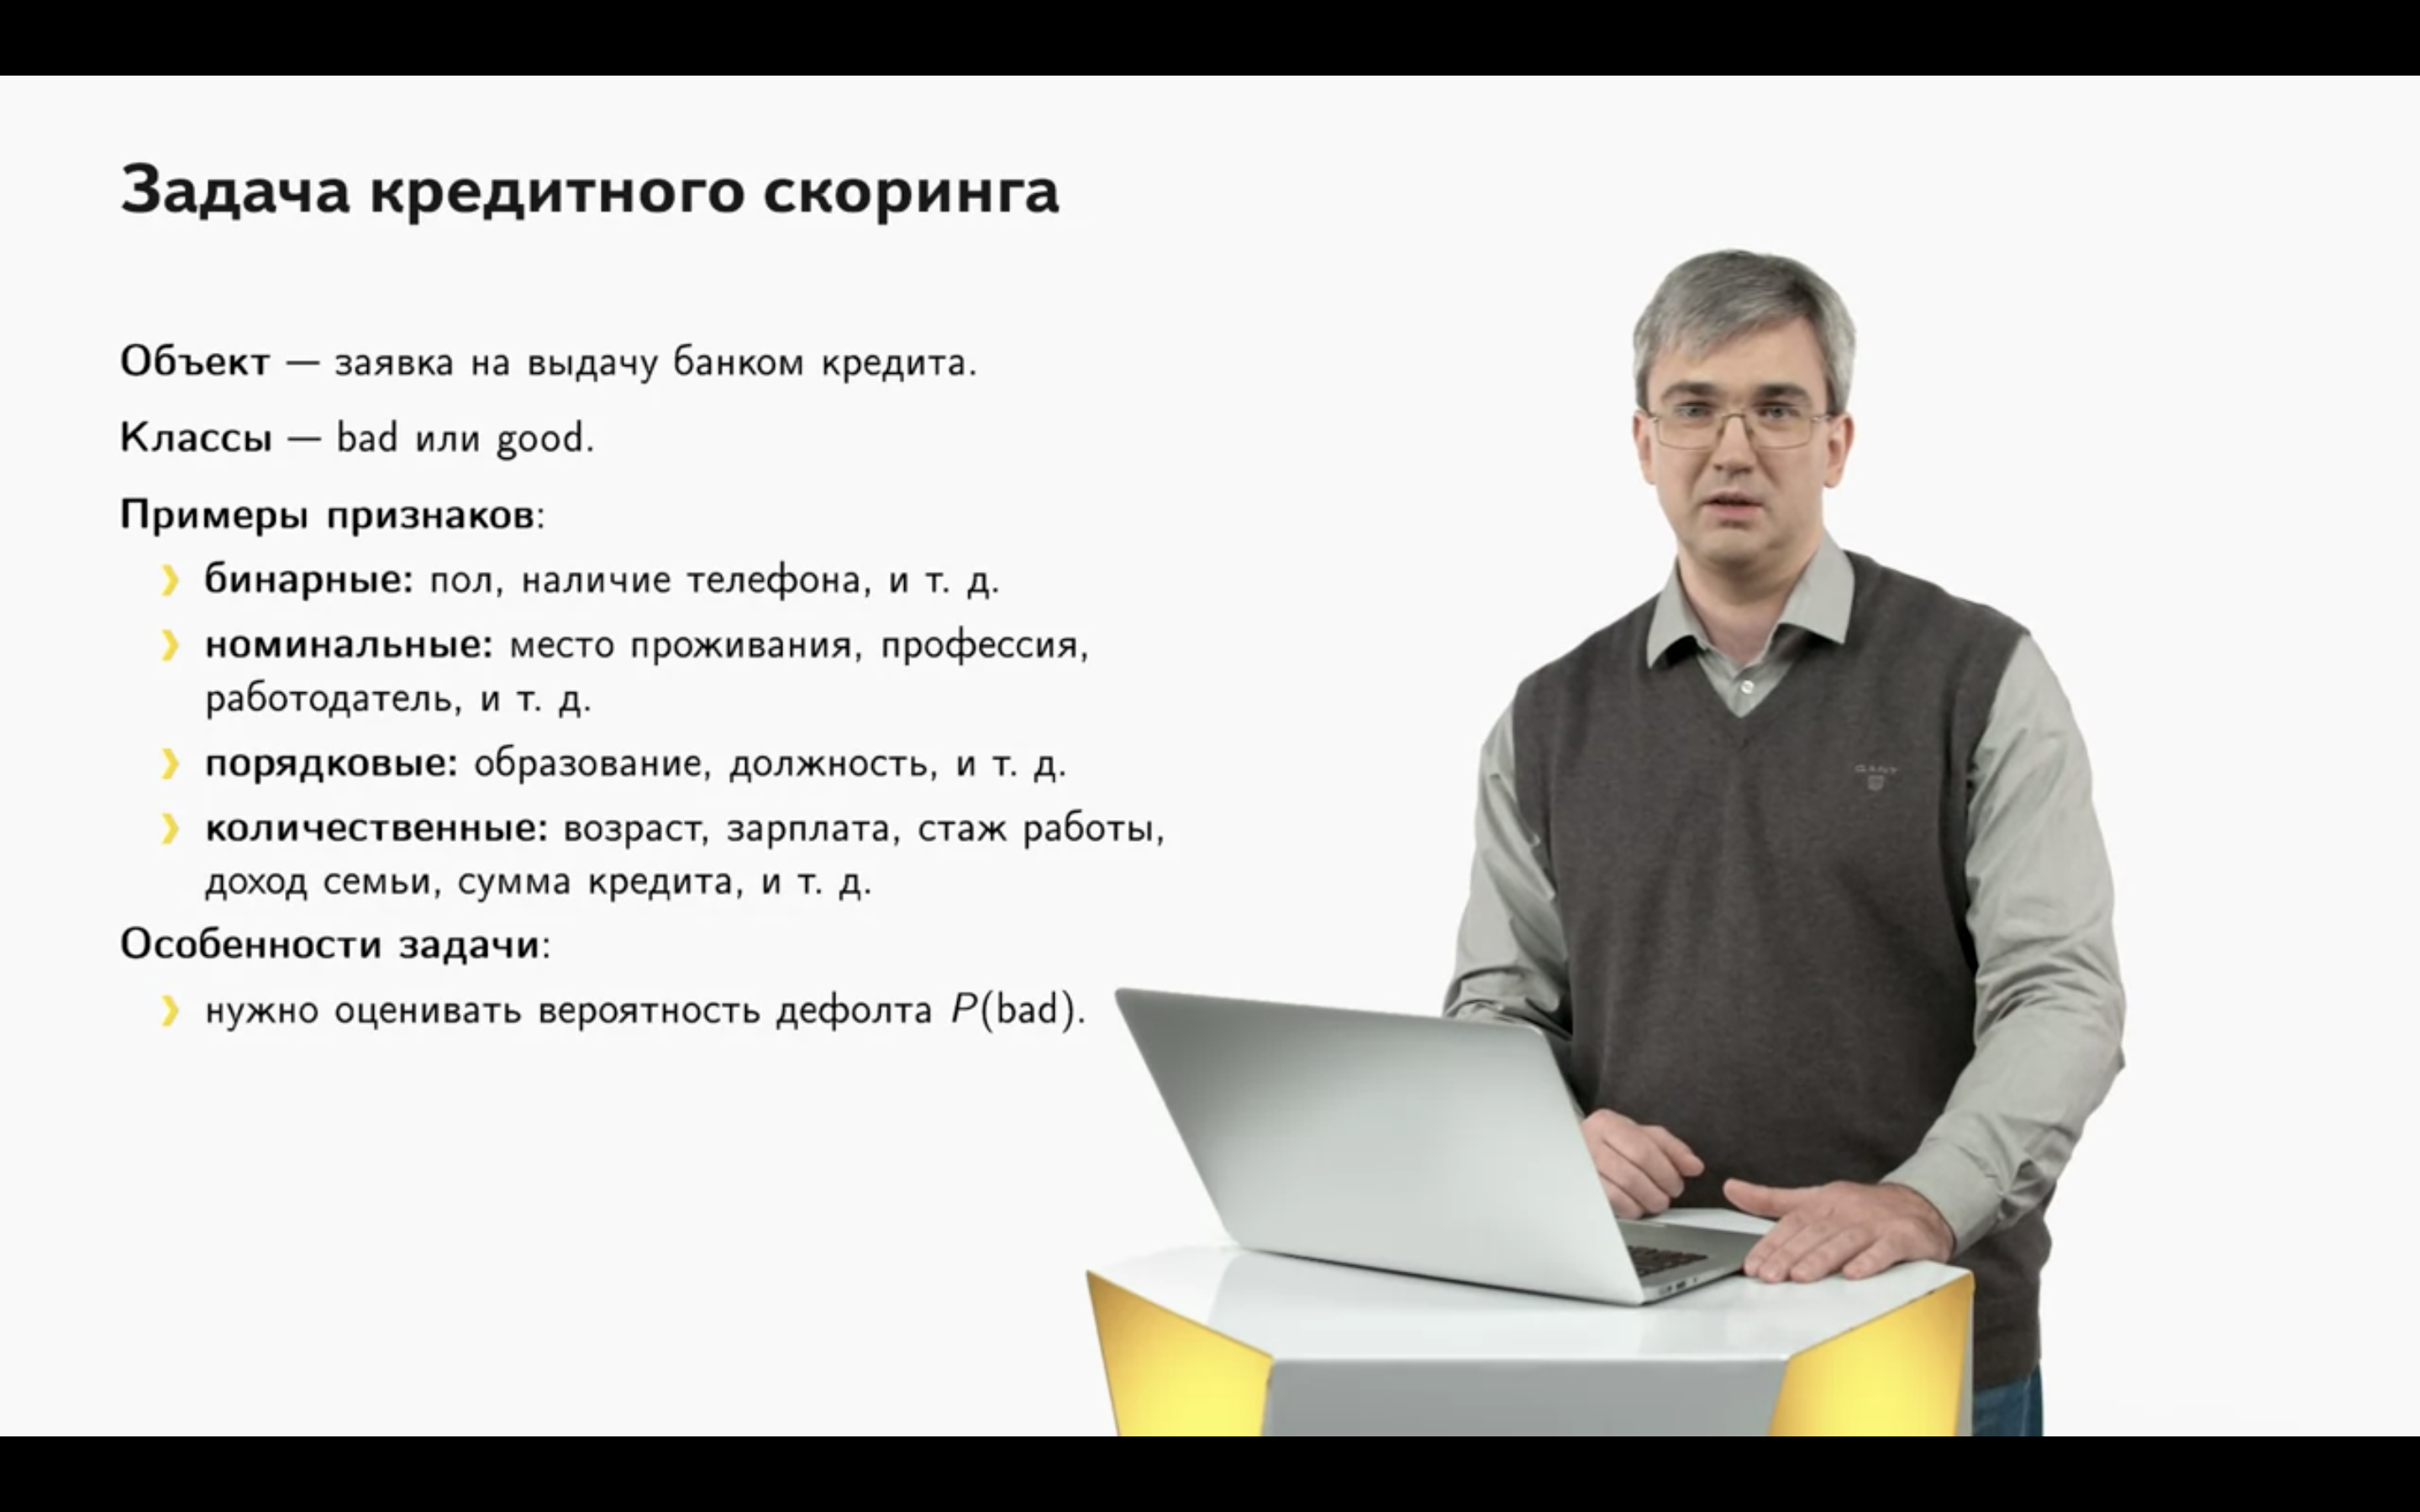 Задача кредитного скоринга
Объект — заявка на выдачу банком кредита.
Классы — bad или good.
Примеры признаков:
❯ бинарные: пол, наличие телефона, и т. д.
❯ номинальные: место проживания, профессия,
работодатель, и т. д.
❯ порядковые: образование, должность, и т. д.
❯ количественные: возраст, зарплата, стаж работы,
доход семьи, сумма кредита, и т. д.
Особенности задачи:
❯ нужно оценивать вероятность дефолта P(bad).
GANT